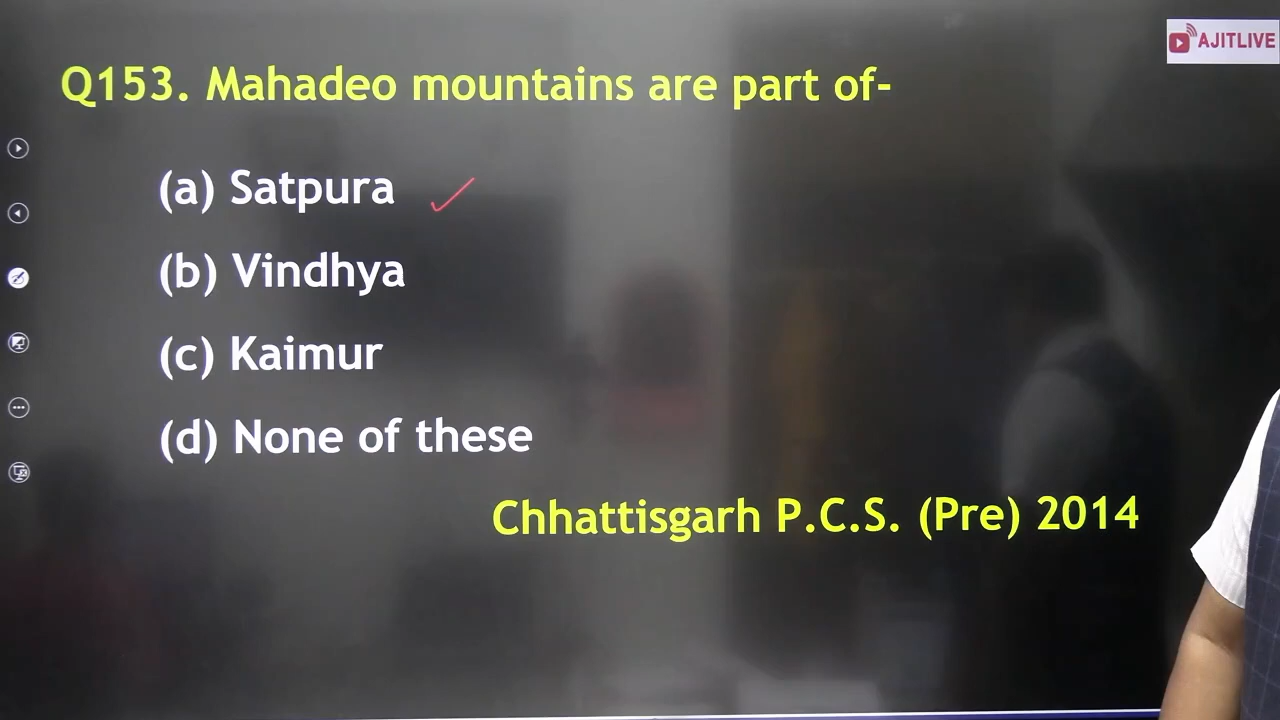 AJITLIVE
Q153. Mahadeo mountains are part of-
(a) Satpura
(b) Vindhya
(c) Kaimur
(d) None of these
Chhattisgarh P.C.S. (Pre) 2014